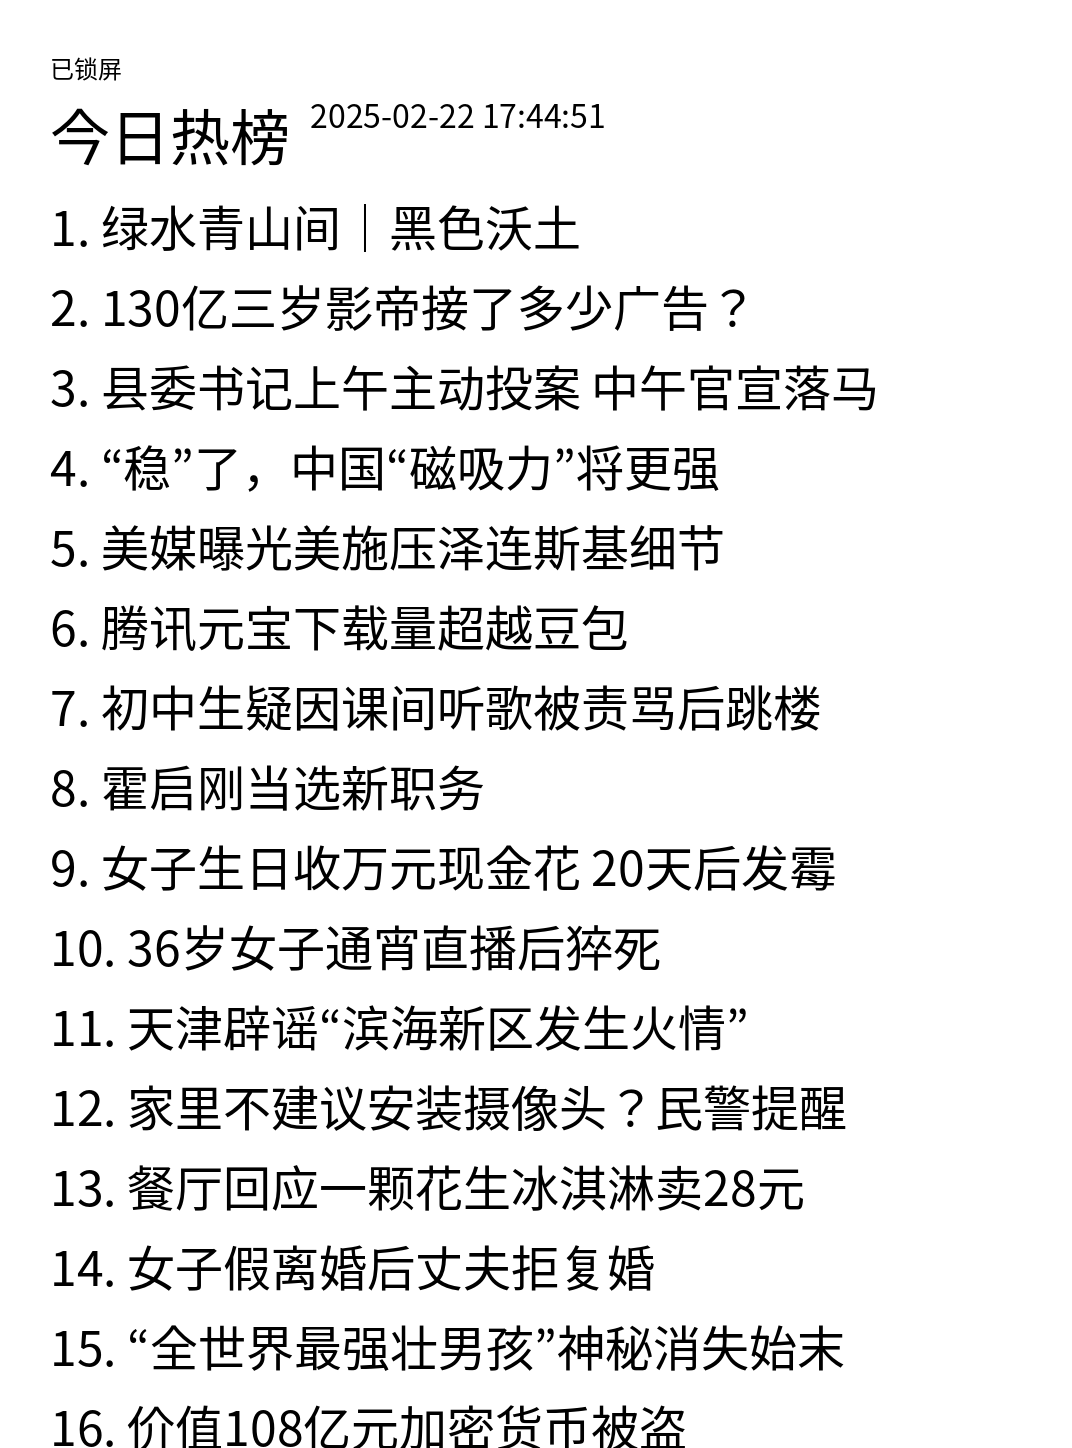 已锁屏
今日热榜 2025-02-22 17:44:51
1. 绿水青山间｜黑色沃土
2. 130亿三岁影帝接了多少广告？
3. 县委书记上午主动投案 中午官宣落马
4. “稳”了，中国“磁吸力”将更强
5. 美媒曝光美施压泽连斯基细节
6. 腾讯元宝下载量超越豆包
7. 初中生疑因课间听歌被责骂后跳楼
8. 霍启刚当选新职务
9. 女子生日收万元现金花 20天后发霉
10. 36岁女子通宵直播后猝死
11. 天津辟谣“滨海新区发生火情”
12. 家里不建议安装摄像头？民警提醒
13. 餐厅回应一颗花生冰淇淋卖28元
14. 女子假离婚后丈夫拒复婚
15. “全世界最强壮男孩”神秘消失始末
16. 价值108亿元加密货币被盗